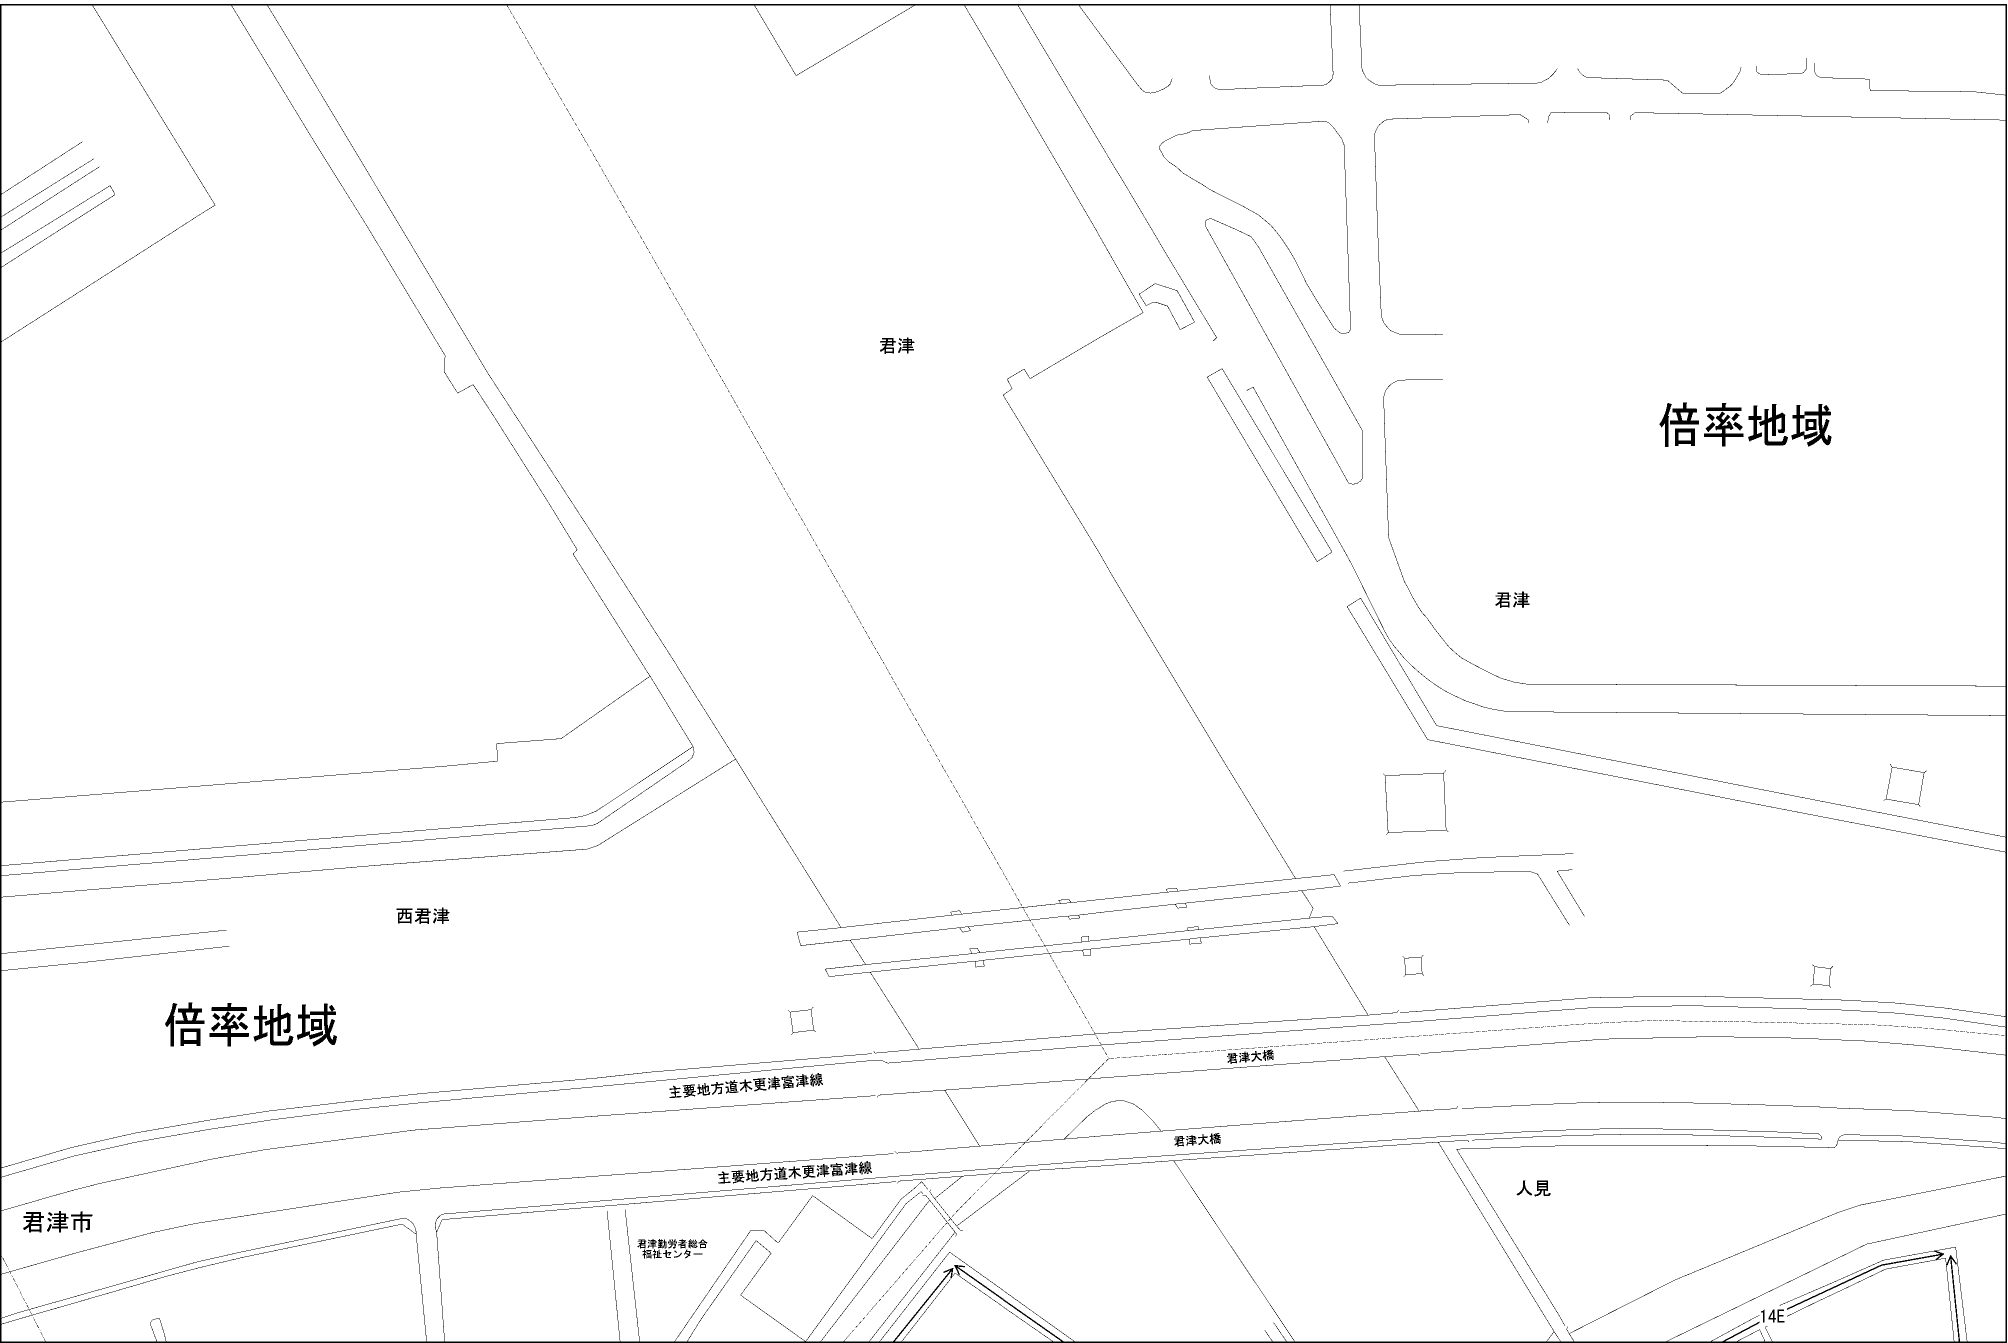 君津
倍率地域
君津
西君津
倍率地域
君津大橋
主要地方道木更津富津線
君津大橋
主要地方道木更津富津線
人見
君津市
君津勤労者総合
福祉センター
14E